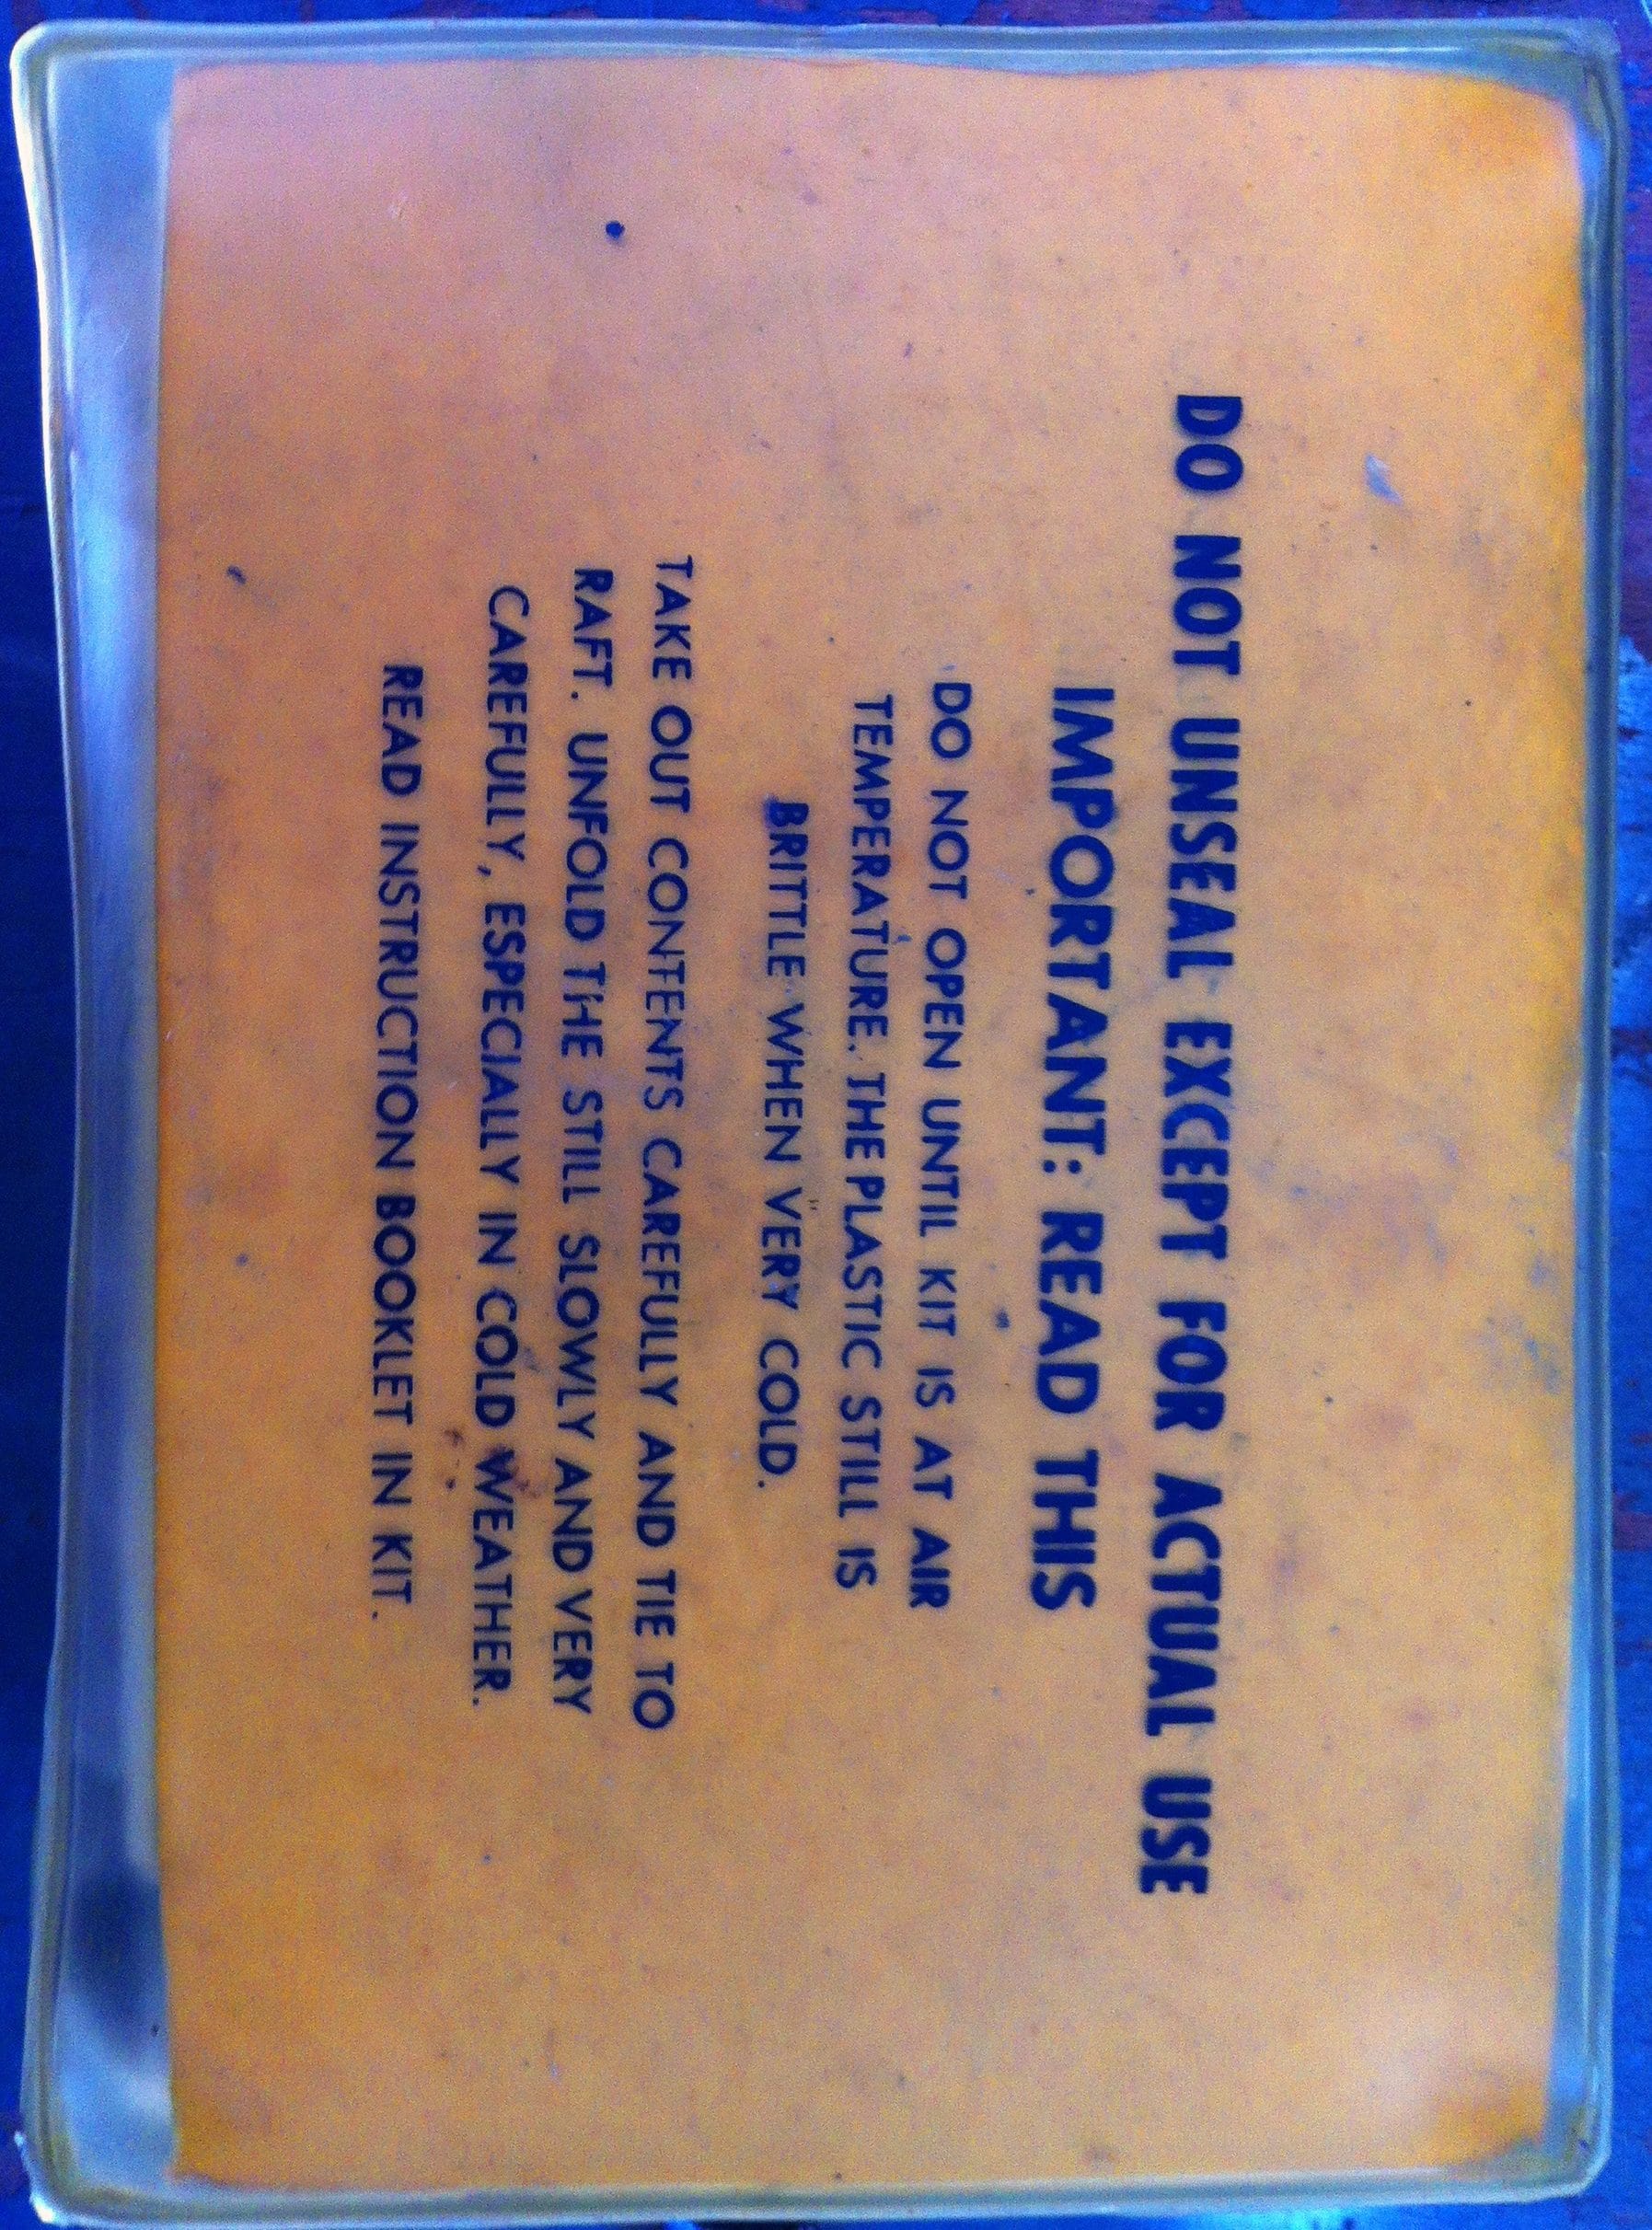 DO NOT UNSEAL EXCEPT FOR ACTUAL USE
IMPORTANT: READ THIS
DO NOT OPEN UNTIL KIT IS AT AIR
TEMPERATURE. THE PLASTIC STILL IS
BRITTLE WHEN VERY COLD.
TAKE OUT CONTENTS CAREFULLY AND TIE TO
RAFT. UNFOLD THE STILL SLOWLY AND VERY
CAREFULLY, ESPECIALLY IN COLD WEATHER.
READ INSTRUCTION BOOKLET IN KIT.